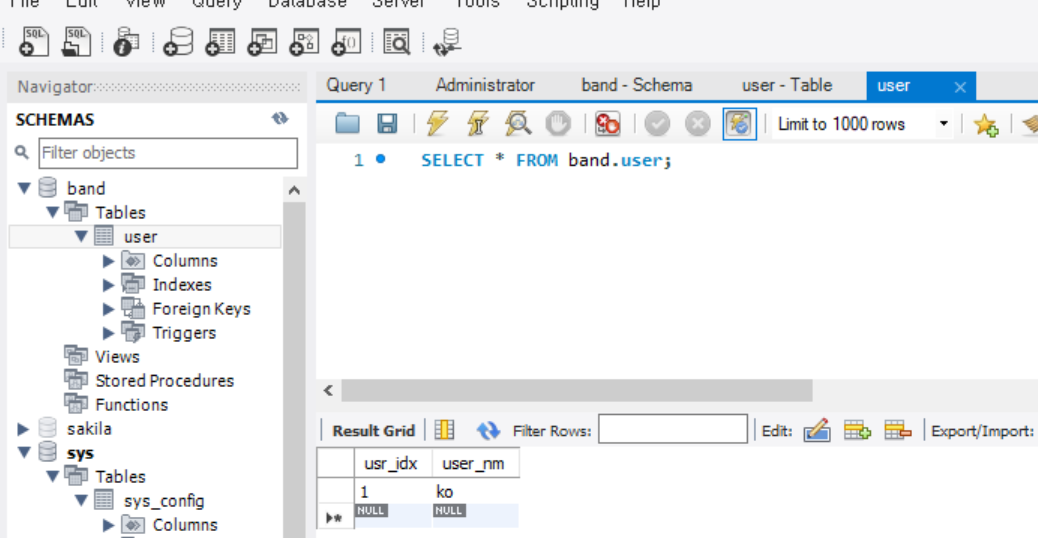 File Edit View Query Database Server Tools Scripting Help
SQL SQL
Navigator
SCHEMAS
Filter objects
band
Tables
user
Columns
Indexes
Foreign Keys
Triggers
Views
Stored Procedures
Functions
sakila
sys
Tables
sys_config
Columns
Query 1 Administrator band - Schema user - Table user
Limit to 1000 rows
1 SELECT * FROM band.user;
Result Grid Filter Rows: Edit: Export/Import:
usr_idx user_nm
1 ko
NULL NULL